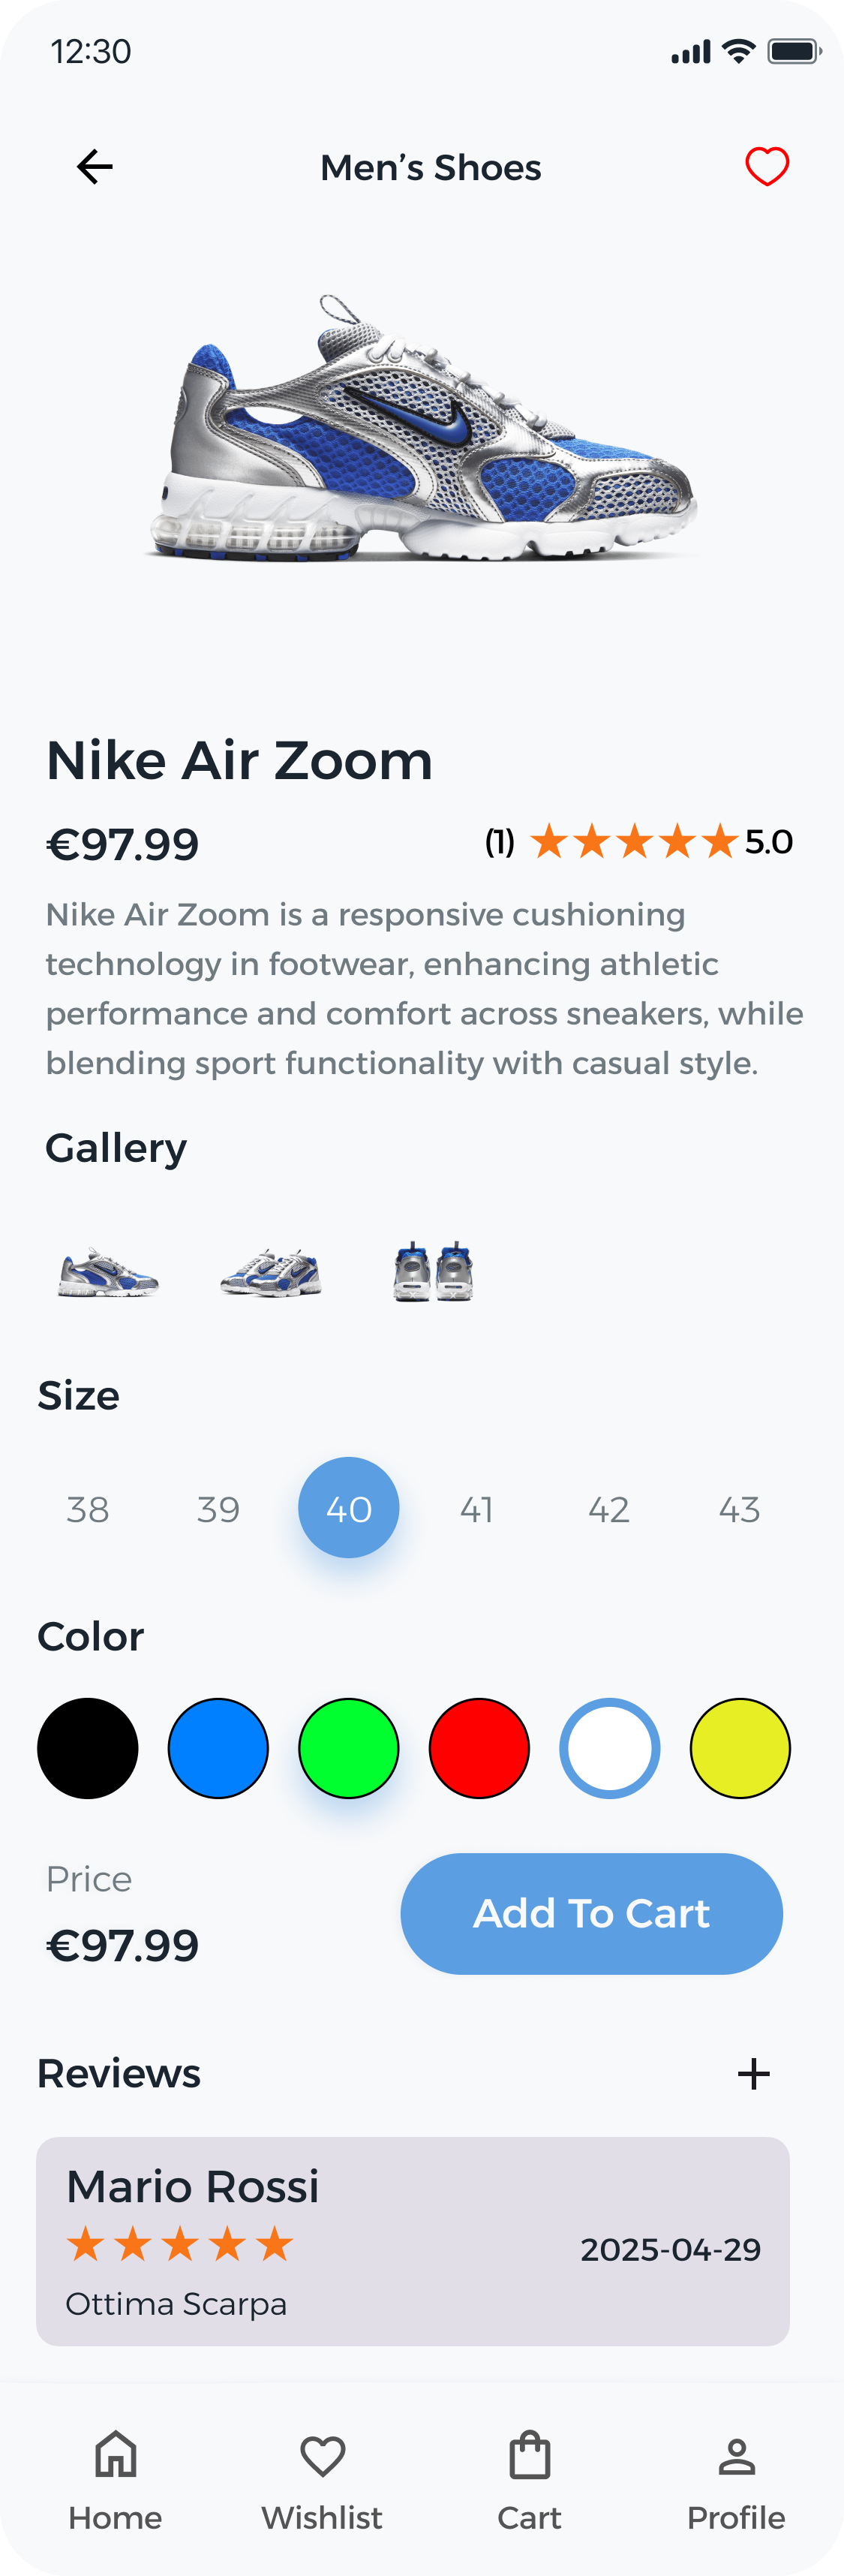 12:30
Men’s Shoes
Nike Air Zoom
€97.99
(1) 5.0
Nike Air Zoom is a responsive cushioning
technology in footwear, enhancing athletic
performance and comfort across sneakers, while
blending sport functionality with casual style.
Gallery
Size
38 39 40 41 42 43
Color
Price
€97.99
Add To Cart
Reviews
Mario Rossi
2025-04-29
Ottima Scarpa
Home Wishlist Cart Profile